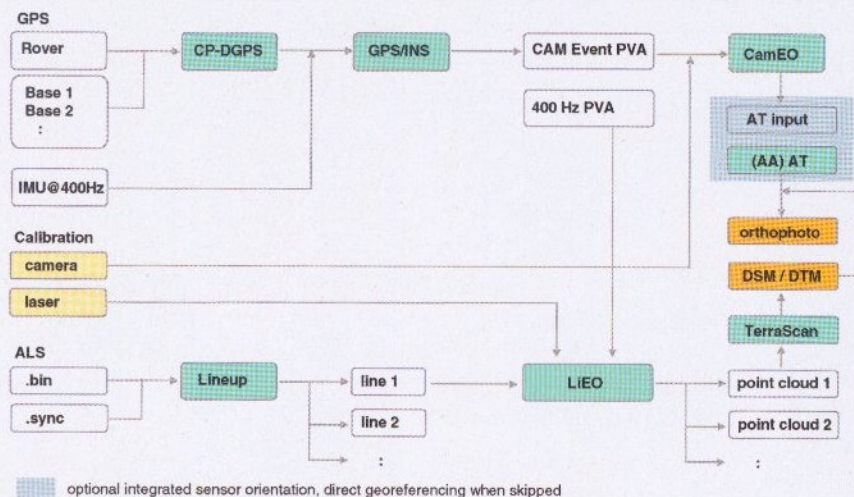 GPS
Rover
CP-DGPS
GPS/INS
CAM Event PVA
CamEO
Base 1
Base 2
:
400 Hz PVA
AT input
(AA) AT
IMU@400Hz
orthophoto
Calibration
camera
DSM / DTM
laser
TerraScan
ALS
.bin
Lineup
line 1
LiEO
point cloud 1
.sync
line 2
point cloud 2
:
:
optional integrated sensor orientation, direct georeferencing when skipped